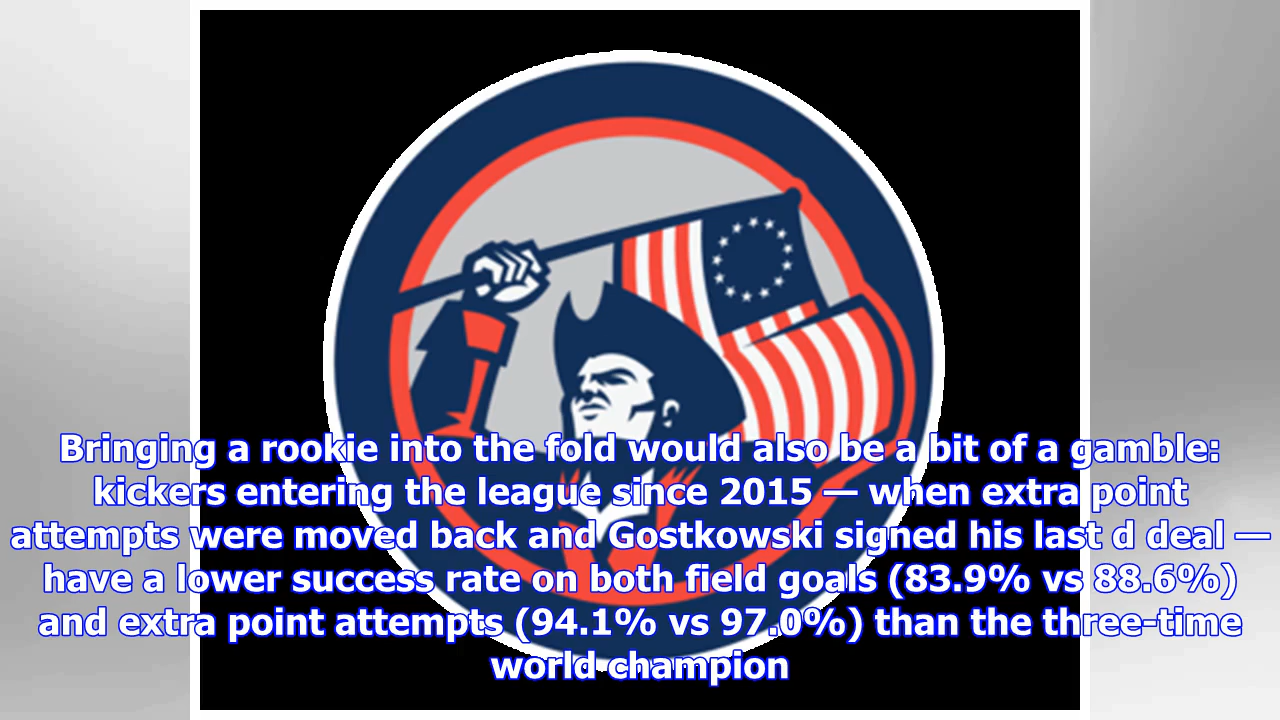 Bringing a rookie into the fold would also be a bit of a gamble:
kickers entering the league since 2015 — when extra point
attempts were moved back and Gostkowski signed his last d deal —
have a lower success rate on both field goals (83.9% vs 88.6%)
and extra point attempts (94.1% vs 97.0%) than the three-time
world champion